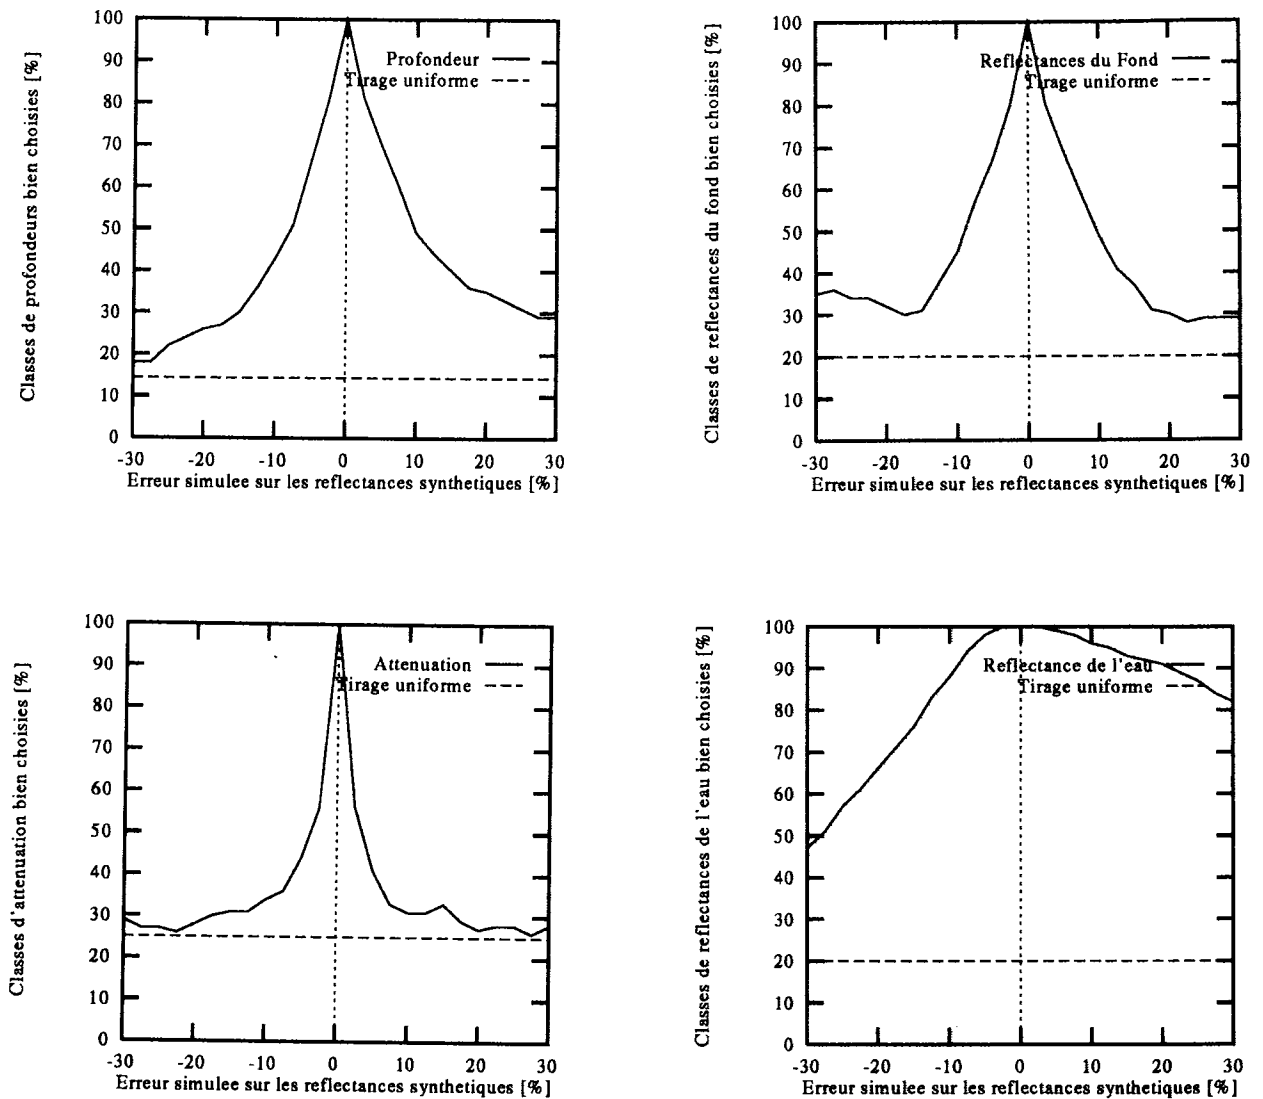 Classes de profondeurs bien choisies [%]
100
90
80
70
60
50
40
30
20
10
0
Profondeur
Tirage uniforme
-30 -20 -10 0 10 20 30
Erreur simulee sur les reflectances synthetiques [%]
Classes de reflectances du fond bien choisies [%]
100
90
80
70
60
50
40
30
20
10
0
Reflectances du Fond
Tirage uniforme
-30 -20 -10 0 10 20 30
Erreur simulee sur les reflectances synthetiques [%]
Classes d'attenuation bien choisies [%]
100
90
80
70
60
50
40
30
20
10
0
Attenuation
Tirage uniforme
-30 -20 -10 0 10 20 30
Erreur simulee sur les reflectances synthetiques [%]
Classes de reflectances de l'eau bien choisies [%]
100
90
80
70
60
50
40
30
20
10
0
Reflectance de l'eau
Tirage uniforme
-30 -20 -10 0 10 20 30
Erreur simulee sur les reflectances synthetiques [%]